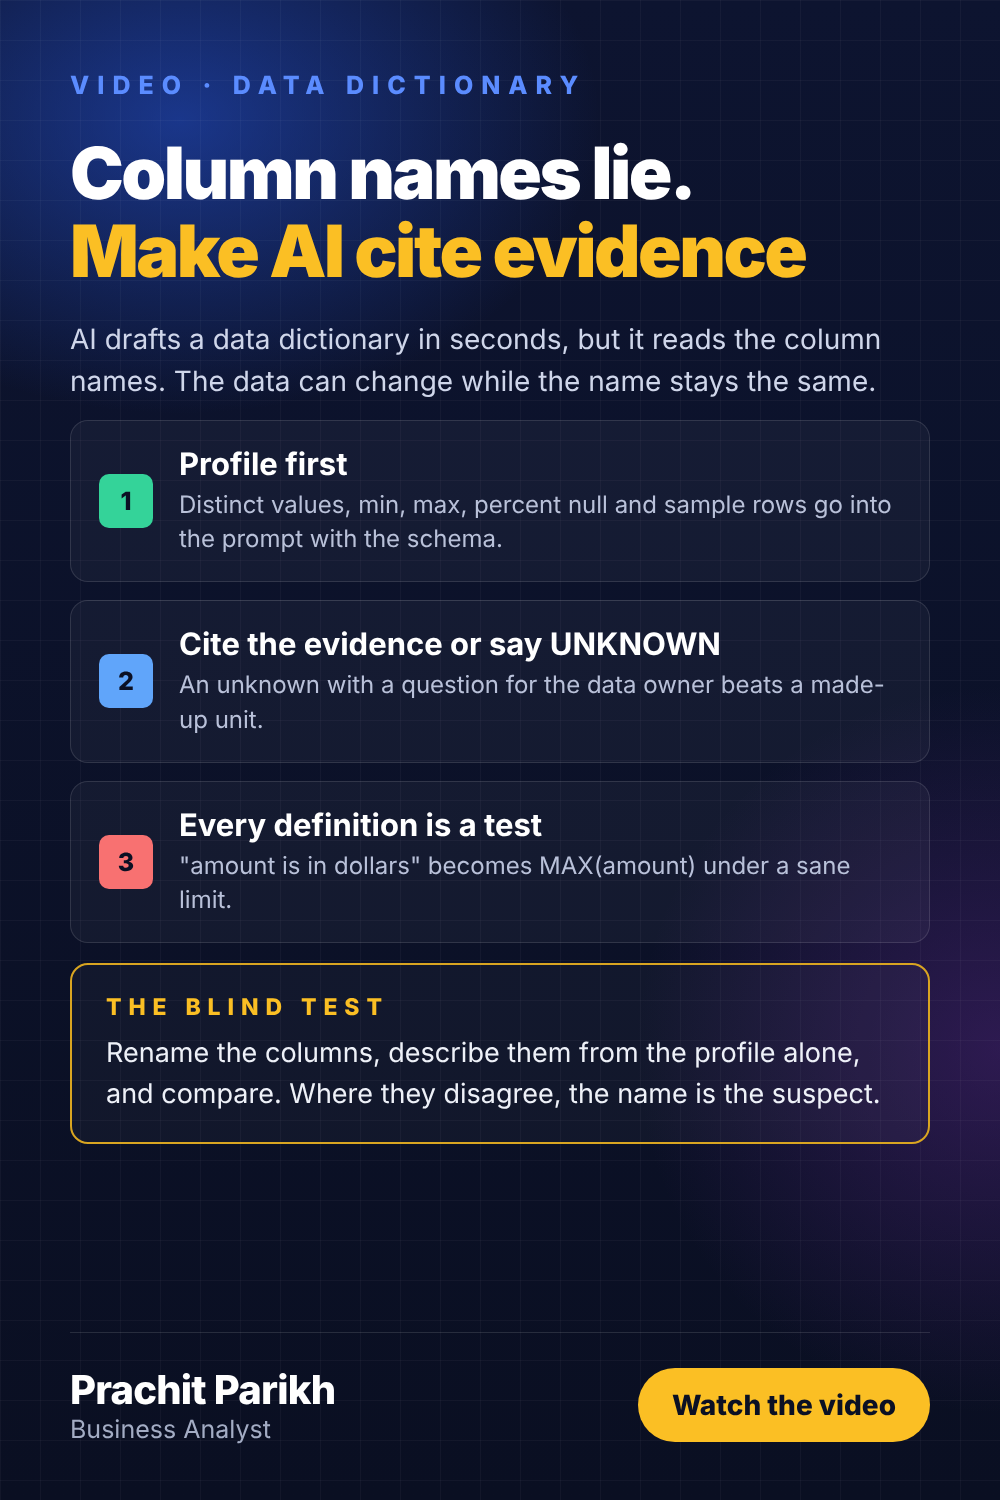 VIDEO · DATA DICTIONARY
Column names lie.
Make AI cite evidence
AI drafts a data dictionary in seconds, but it reads the column
names. The data can change while the name stays the same.
1
Profile first
Distinct values, min, max, percent null and sample rows go into
the prompt with the schema.
2
Cite the evidence or say UNKNOWN
An unknown with a question for the data owner beats a made-
up unit.
3
Every definition is a test
"amount is in dollars" becomes MAX(amount) under a sane
limit.
THE BLIND TEST
Rename the columns, describe them from the profile alone,
and compare. Where they disagree, the name is the suspect.
Prachit Parikh
Business Analyst
Watch the video